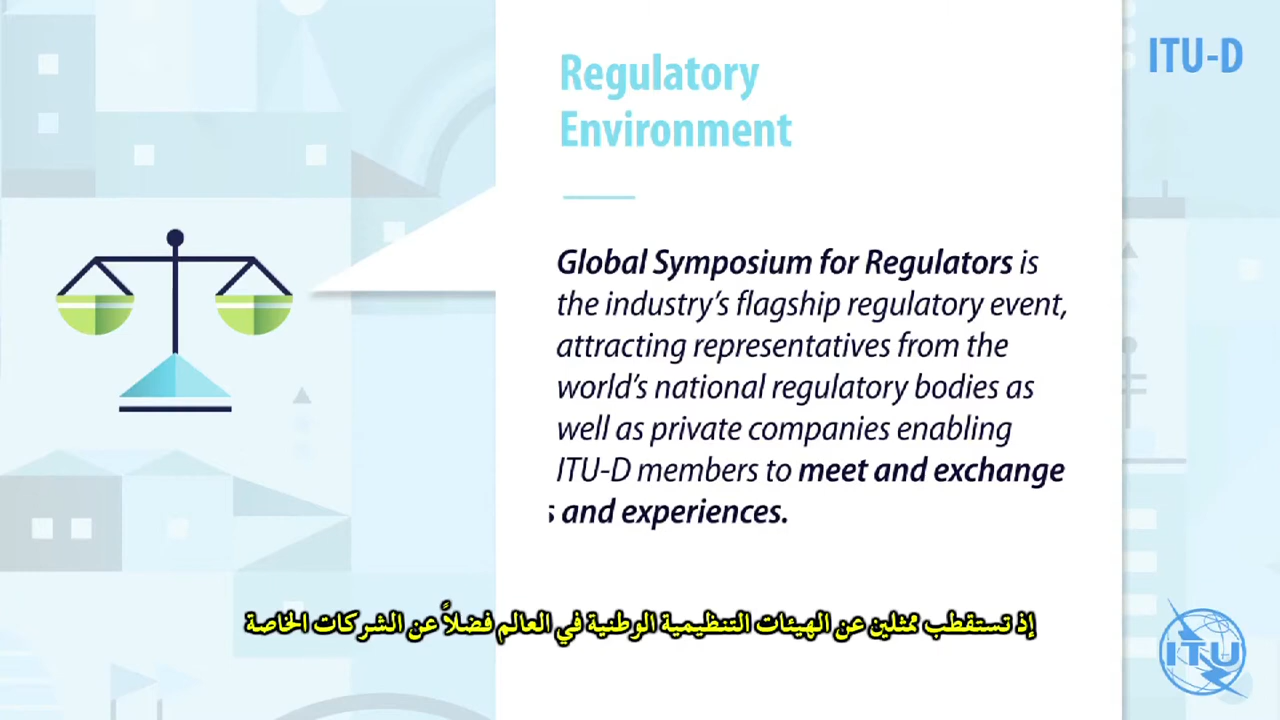 ITU-D
Regulatory
Environment
Global Symposium for Regulators is
the industry's flagship regulatory event,
attracting representatives from the
world's national regulatory bodies as
well as private companies enabling
ITU-D members to meet and exchange
and experiences.
إذ تستقطب ممثلين عن الهيئات التنظيمية الوطنية في العالم فضلاً عن الشركات الخاصة
ITU